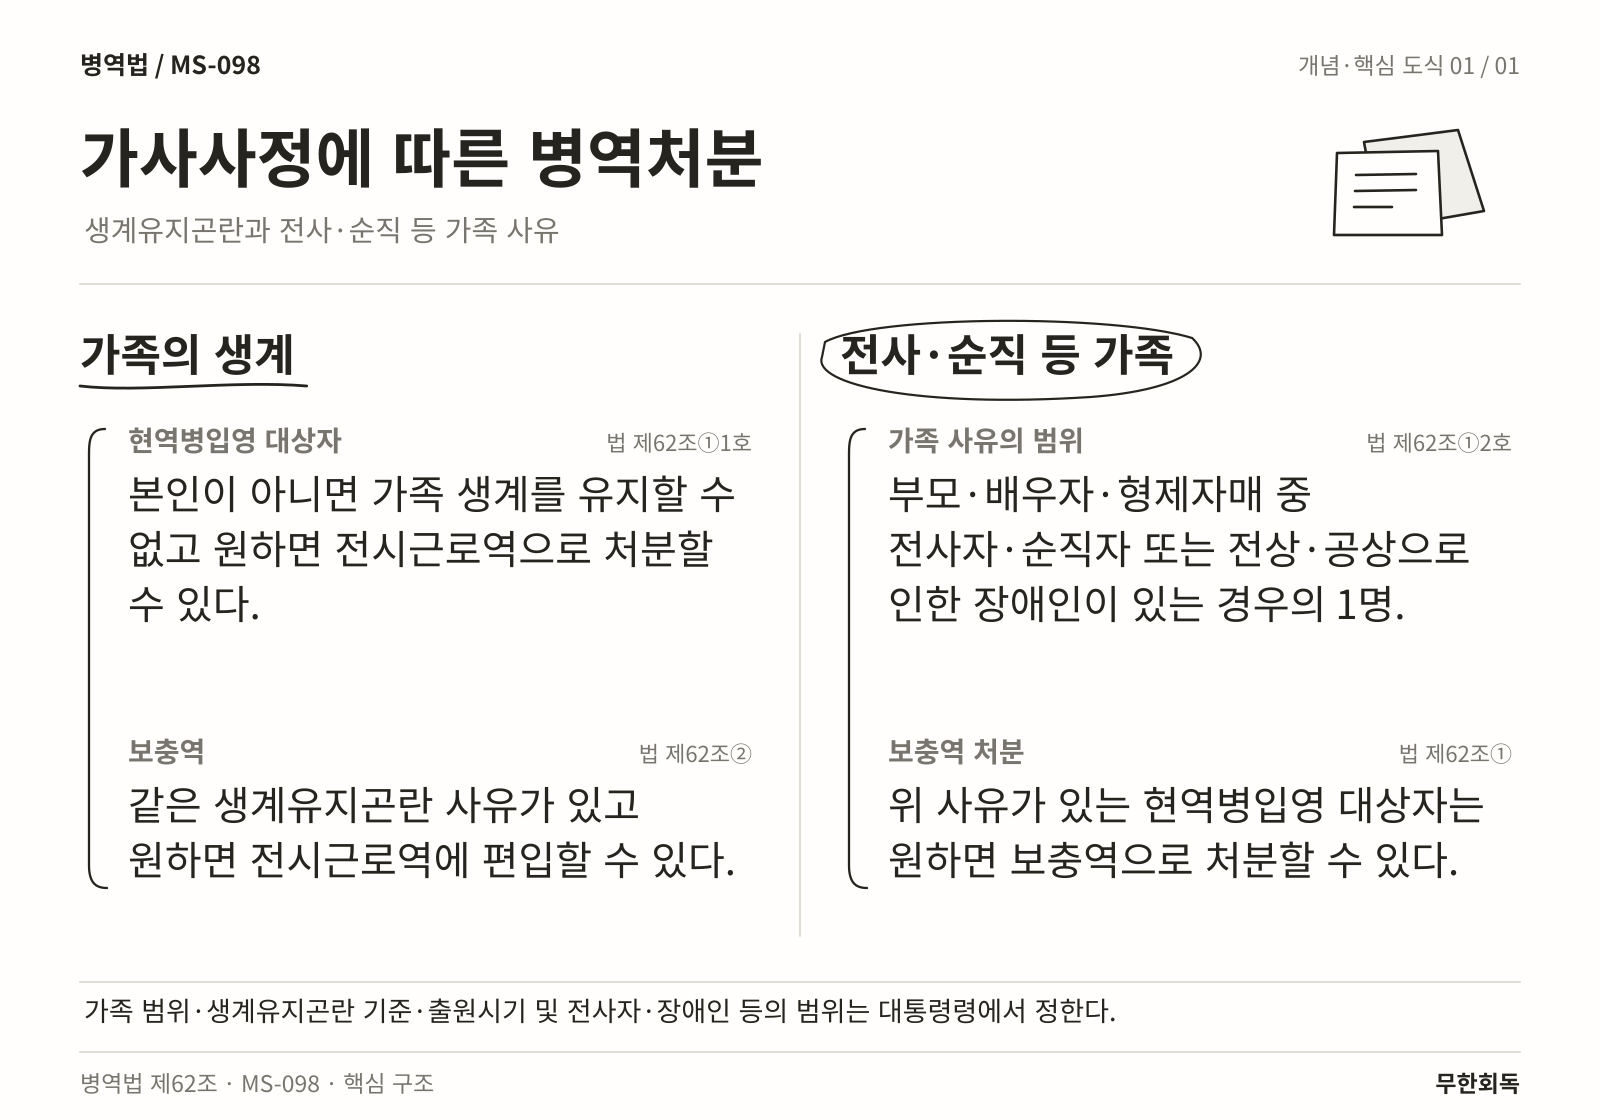 병역법 / MS-098
개념·핵심 도식 01 / 01
가사사정에 따른 병역처분
생계유지곤란과 전사·순직 등 가족 사유
가족의 생계
현역병입영 대상자
법 제62조①1호
본인이 아니면 가족 생계를 유지할 수
없고 원하면 전시근로역으로 처분할
수 있다.
보충역
법 제62조②
같은 생계유지곤란 사유가 있고
원하면 전시근로역에 편입할 수 있다.
전사·순직 등 가족
가족 사유의 범위
법 제62조①2호
부모·배우자·형제자매 중
전사자·순직자 또는 전상·공상으로
인한 장애인이 있는 경우의 1명.
보충역 처분
법 제62조①
위 사유가 있는 현역병입영 대상자는
원하면 보충역으로 처분할 수 있다.
가족 범위·생계유지곤란 기준·출원시기 및 전사자·장애인 등의 범위는 대통령령에서 정한다.
병역법 제62조 · MS-098 · 핵심 구조
무한회독